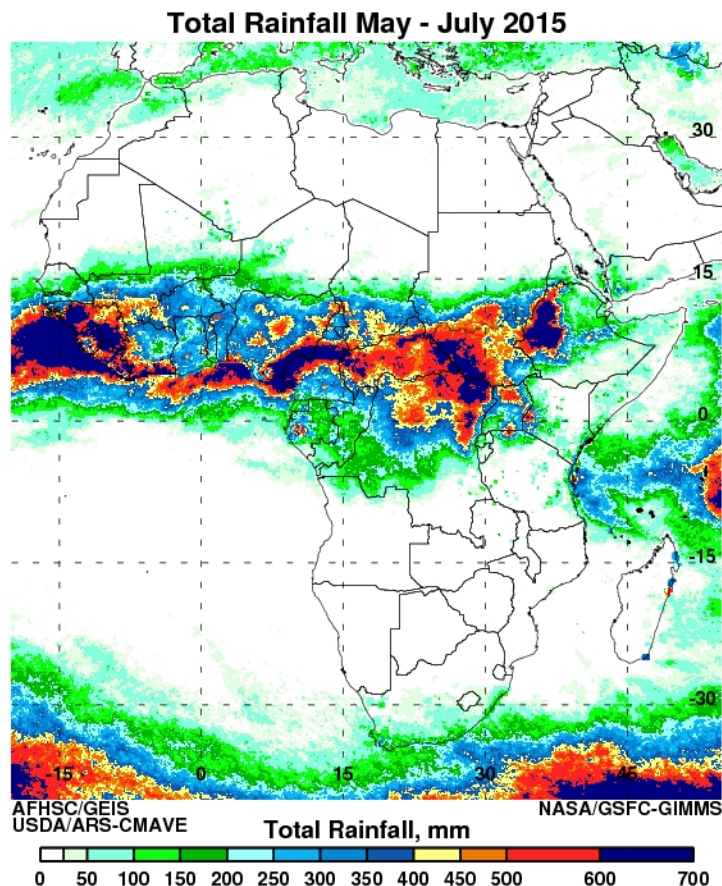 Total Rainfall May - July 2015
30
15
0
-15
-30
-15 0 15 30 45
AFHSC/GEIS NASA/GSFC-GIMMS
USDA/ARS-CMAVE
Total Rainfall, mm
0 50 100 150 200 250 300 350 400 450 500 600 700